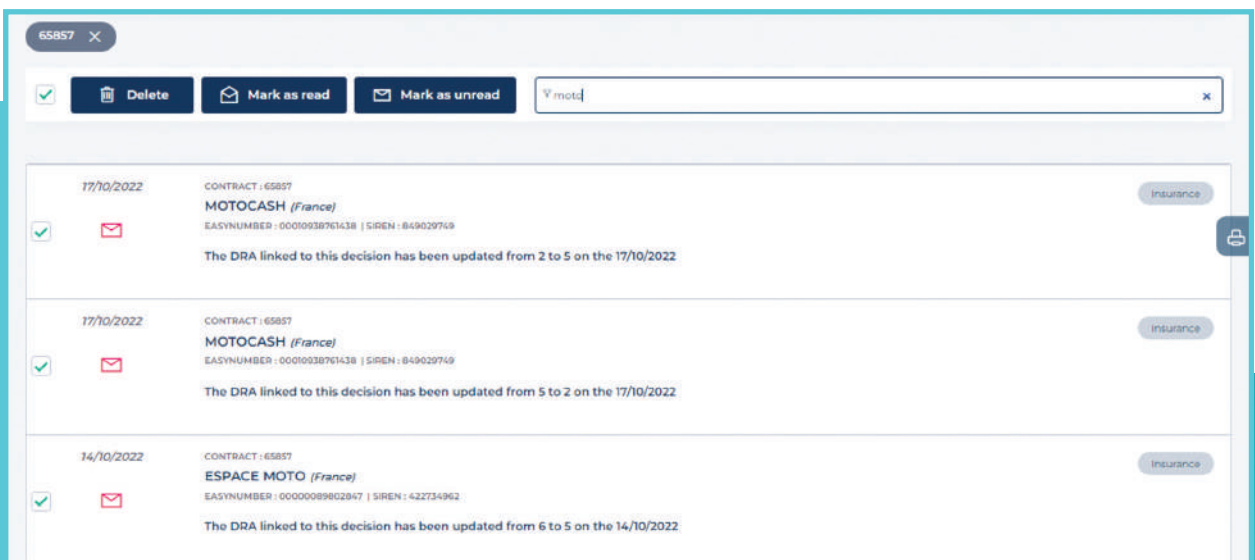 65857 X
Delete Mark as read Mark as unread moto x
17/10/2022 CONTRACT : 65857
MOTOCASH (France) Insurance
EASYNUMBER : 00010938761438 | SIREN : 849029749
The DRA linked to this decision has been updated from 2 to 5 on the 17/10/2022
17/10/2022 CONTRACT : 65857
MOTOCASH (France) Insurance
EASYNUMBER : 00010938761438 | SIREN : 849029749
The DRA linked to this decision has been updated from 5 to 2 on the 17/10/2022
14/10/2022 CONTRACT : 65857
ESPACE MOTO (France) Insurance
EASYNUMBER : 00000089802847 | SIREN : 422734962
The DRA linked to this decision has been updated from 6 to 5 on the 14/10/2022